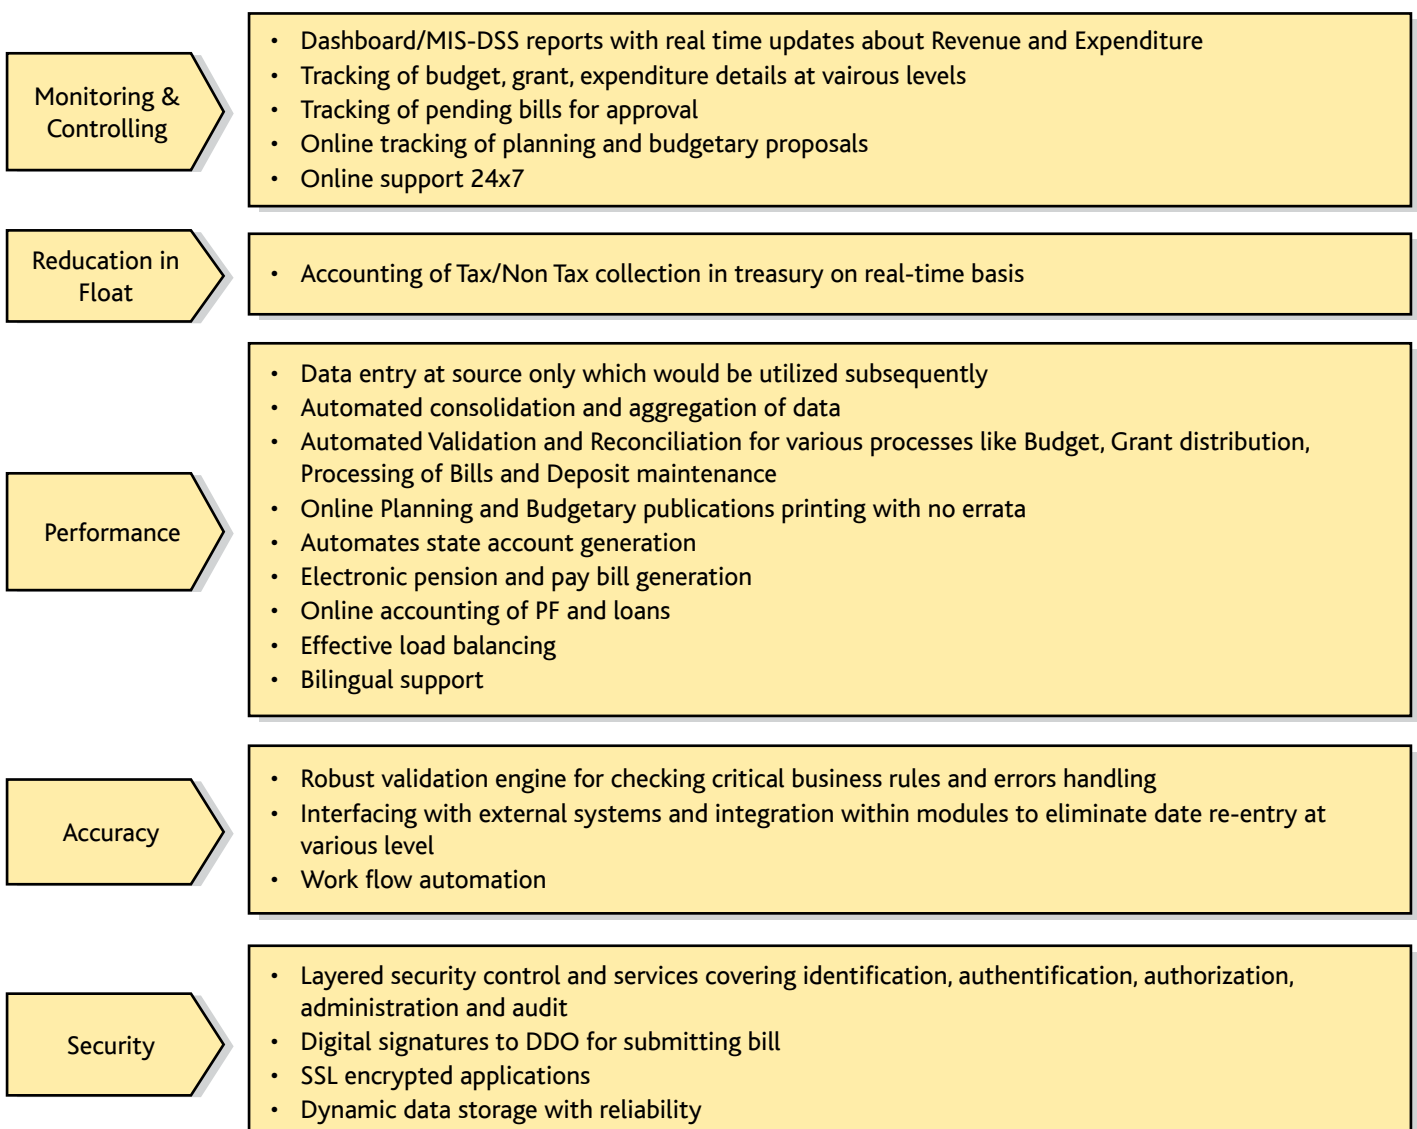 Monitoring &
Controlling
• Dashboard/MIS-DSS reports with real time updates about Revenue and Expenditure
• Tracking of budget, grant, expenditure details at vairous levels
• Tracking of pending bills for approval
• Online tracking of planning and budgetary proposals
• Online support 24x7
Reducation in
Float
• Accounting of Tax/Non Tax collection in treasury on real-time basis
Performance
• Data entry at source only which would be utilized subsequently
• Automated consolidation and aggregation of data
• Automated Validation and Reconciliation for various processes like Budget, Grant distribution,
Processing of Bills and Deposit maintenance
• Online Planning and Budgetary publications printing with no errata
• Automates state account generation
• Electronic pension and pay bill generation
• Online accounting of PF and loans
• Effective load balancing
• Bilingual support
Accuracy
• Robust validation engine for checking critical business rules and errors handling
• Interfacing with external systems and integration within modules to eliminate date re-entry at
various level
• Work flow automation
Security
• Layered security control and services covering identification, authentification, authorization,
administration and audit
• Digital signatures to DDO for submitting bill
• SSL encrypted applications
• Dynamic data storage with reliability